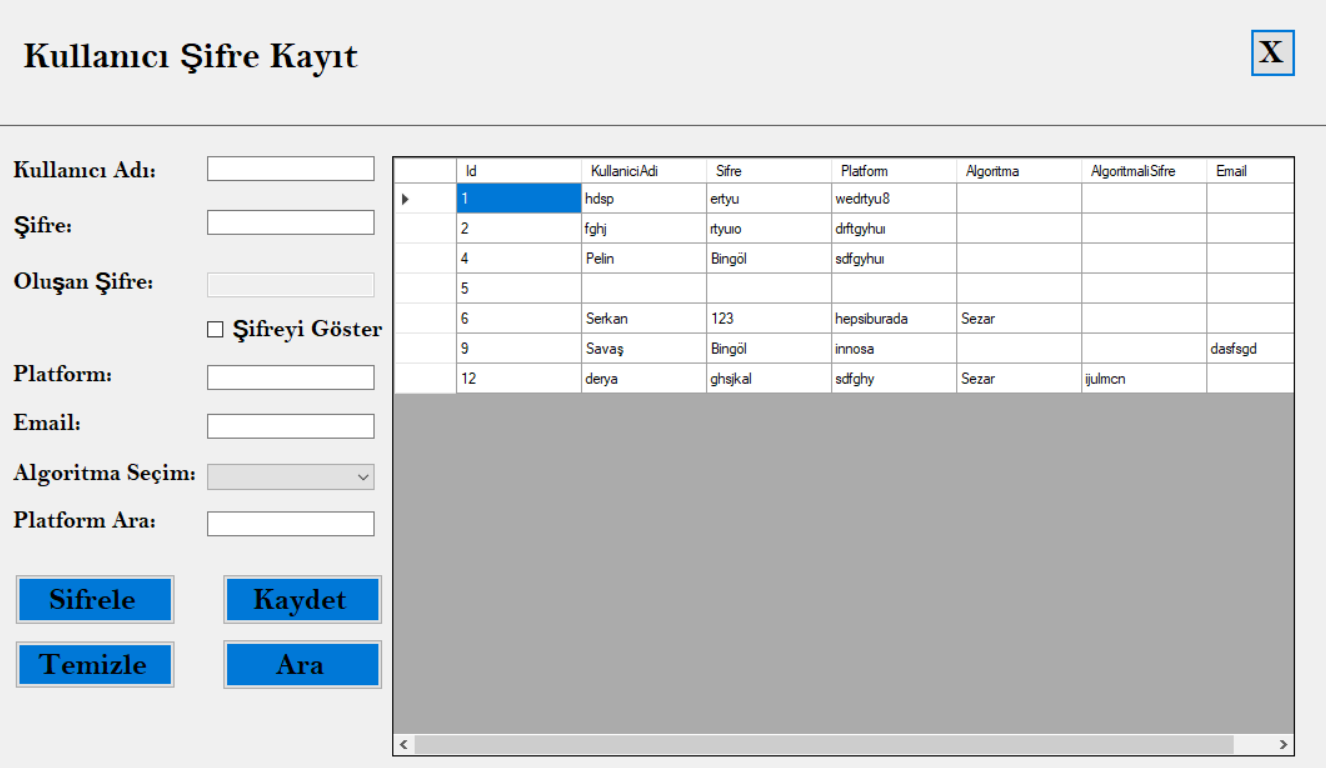 Kullanıcı Şifre Kayıt
X
Kullanıcı Adı:
Şifre:
Oluşan Şifre:
Şifreyi Göster
Platform:
Email:
Algoritma Seçim:
Platform Ara:
Sifrele Kaydet
Temizle Ara
Id KullaniciAdi Sifre Platform Algoritma AlgoritmaliSifre Email
1 hdsp ertyu wedrtyu8
2 fghj rtyuıo drftgyhuı
4 Pelin Bingöl sdfgyhuı
5
6 Serkan 123 hepsiburada Sezar
9 Savaş Bingöl innosa dasfsgd
12 derya ghsjkal sdfghy Sezar ijulmcn